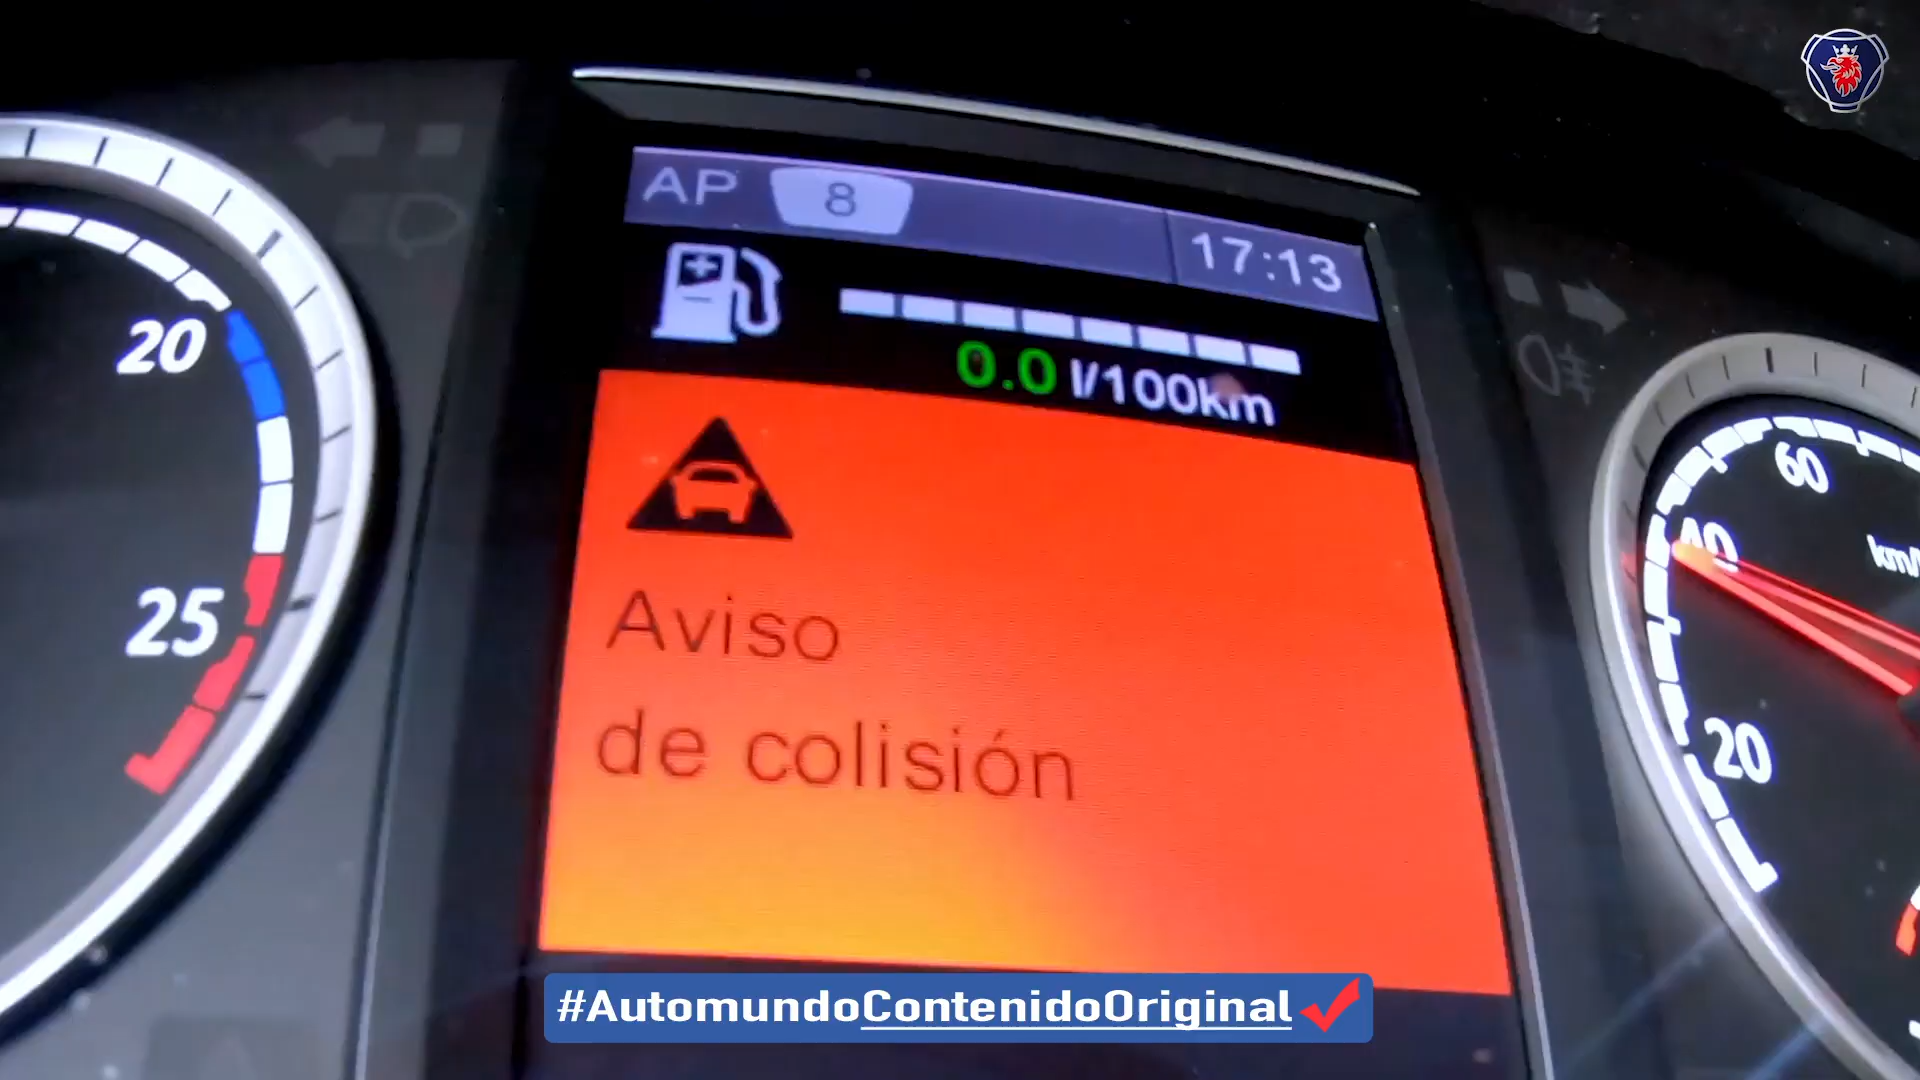 AP 8 17:13
0.0 l/100km
Aviso
de colisión
20
25
60
40
km/
20
#AutomundoContenidoOriginal